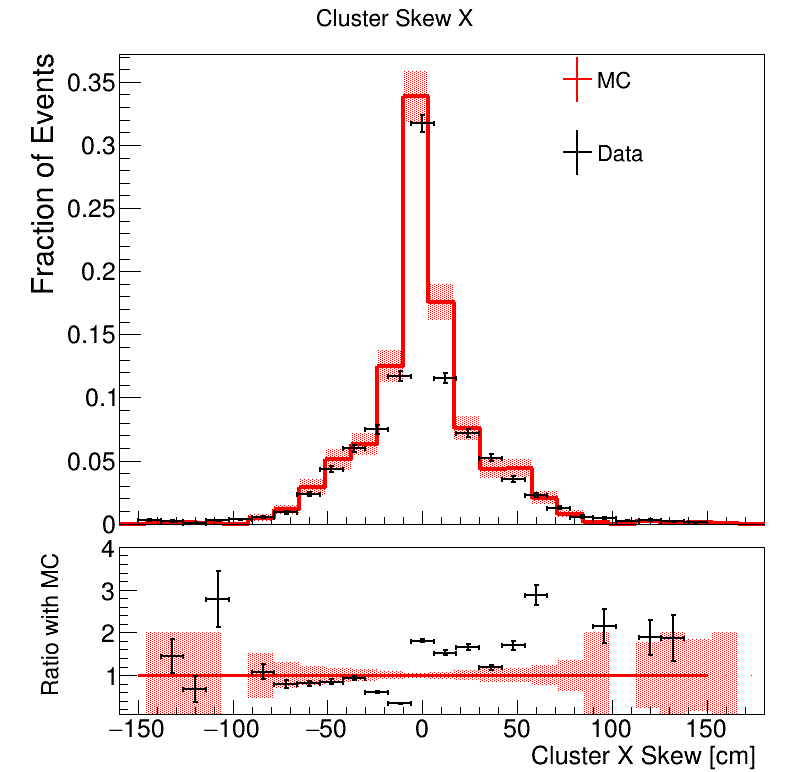 Cluster Skew X
Fraction of Events
0.35
0.3
0.25
0.2
0.15
0.1
0.05
0
MC
Data
Ratio with MC
4
3
2
1
−150 −100 −50 0 50 100 150
Cluster X Skew [cm]